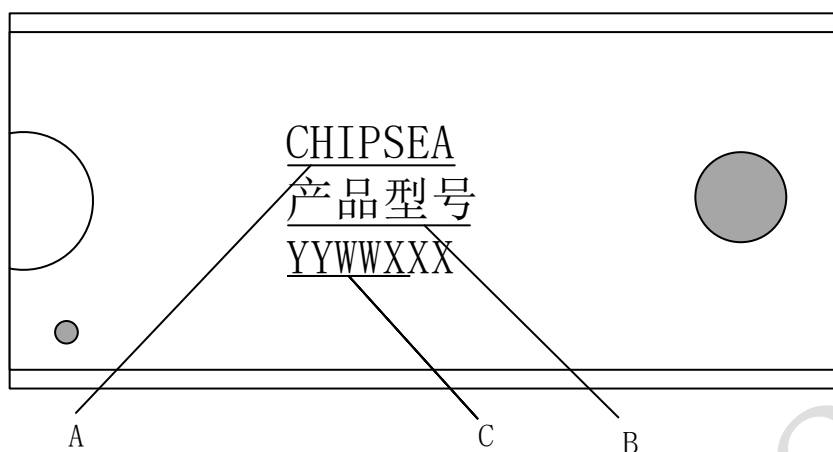 CHIPSEA
产品型号
YYWWXXX
A
C
B